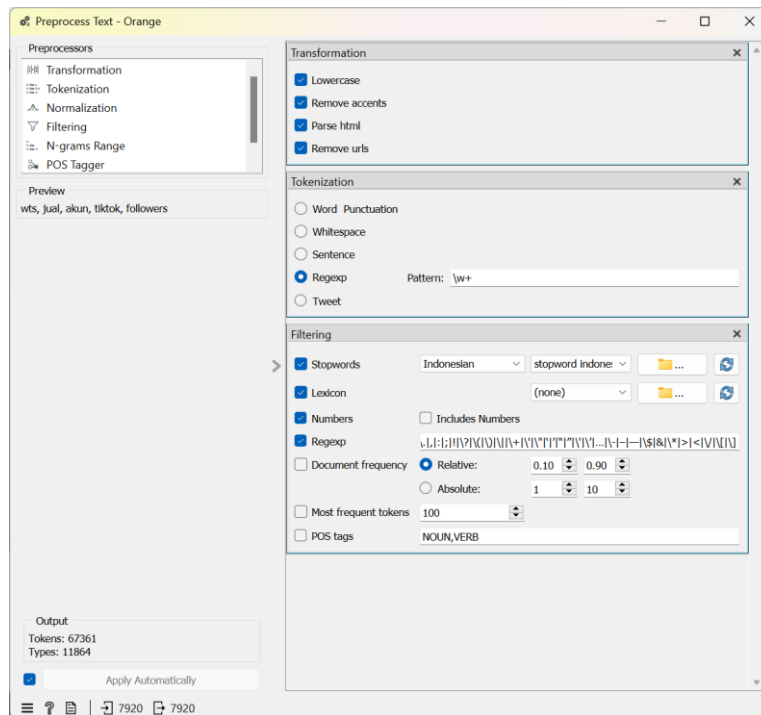 Preprocess Text - Orange
Preprocessors
Transformation
Tokenization
Normalization
Filtering
N-grams Range
POS Tagger
Preview
wts, jual, akun, tiktok, followers
Output
Tokens: 67361
Types: 11864
Apply Automatically
7920 7920
Transformation
Lowercase
Remove accents
Parse html
Remove urls
Tokenization
Word Punctuation
Whitespace
Sentence
Regexp Pattern: \w+
Tweet
Filtering
Stopwords Indonesian stopword indone: ...
Lexicon (none) ...
Numbers Includes Numbers
Regexp
Document frequency Relative: 0.10 0.90
Absolute: 1 10
Most frequent tokens 100
POS tags NOUN,VERB